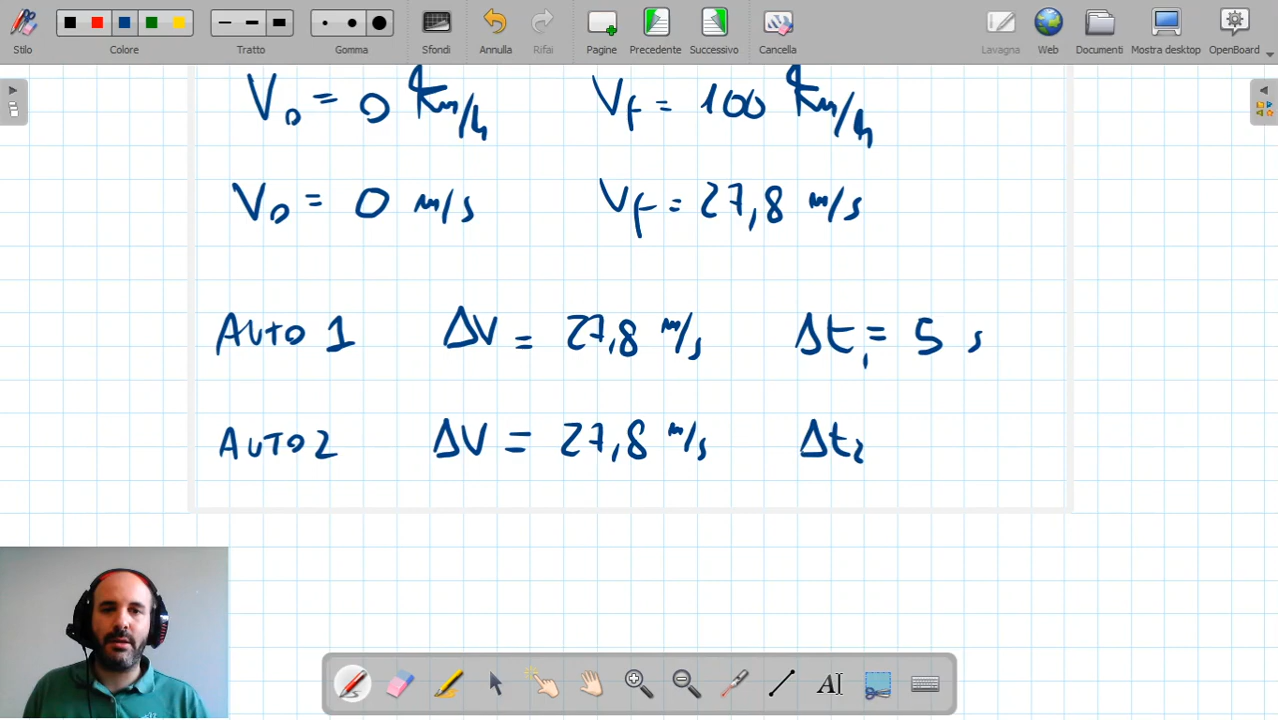 Stilo Colore Tratto Gomma Sfondi Annulla Rifai Pagine Precedente Successivo Cancella Lavagna Web Documenti Mostra desktop OpenBoard
V₀ = 0 Km/h V_f = 100 Km/h
V₀ = 0 m/s V_f = 27,8 m/s
AUTO 1 ΔV = 27,8 m/s Δt₁ = 5 s
AUTO 2 ΔV = 27,8 m/s Δt₂